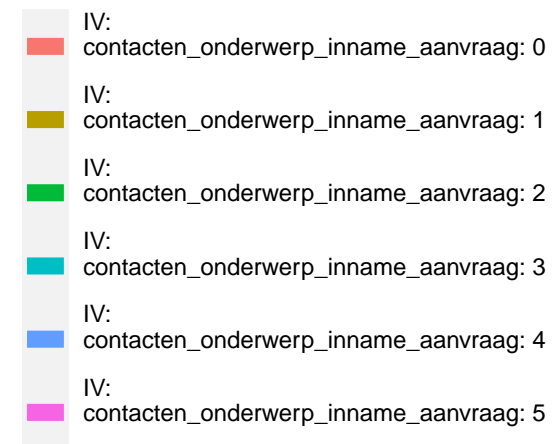 IV:
contacten_onderwerp_inname_aanvraag: 0
IV:
contacten_onderwerp_inname_aanvraag: 1
IV:
contacten_onderwerp_inname_aanvraag: 2
IV:
contacten_onderwerp_inname_aanvraag: 3
IV:
contacten_onderwerp_inname_aanvraag: 4
IV:
contacten_onderwerp_inname_aanvraag: 5